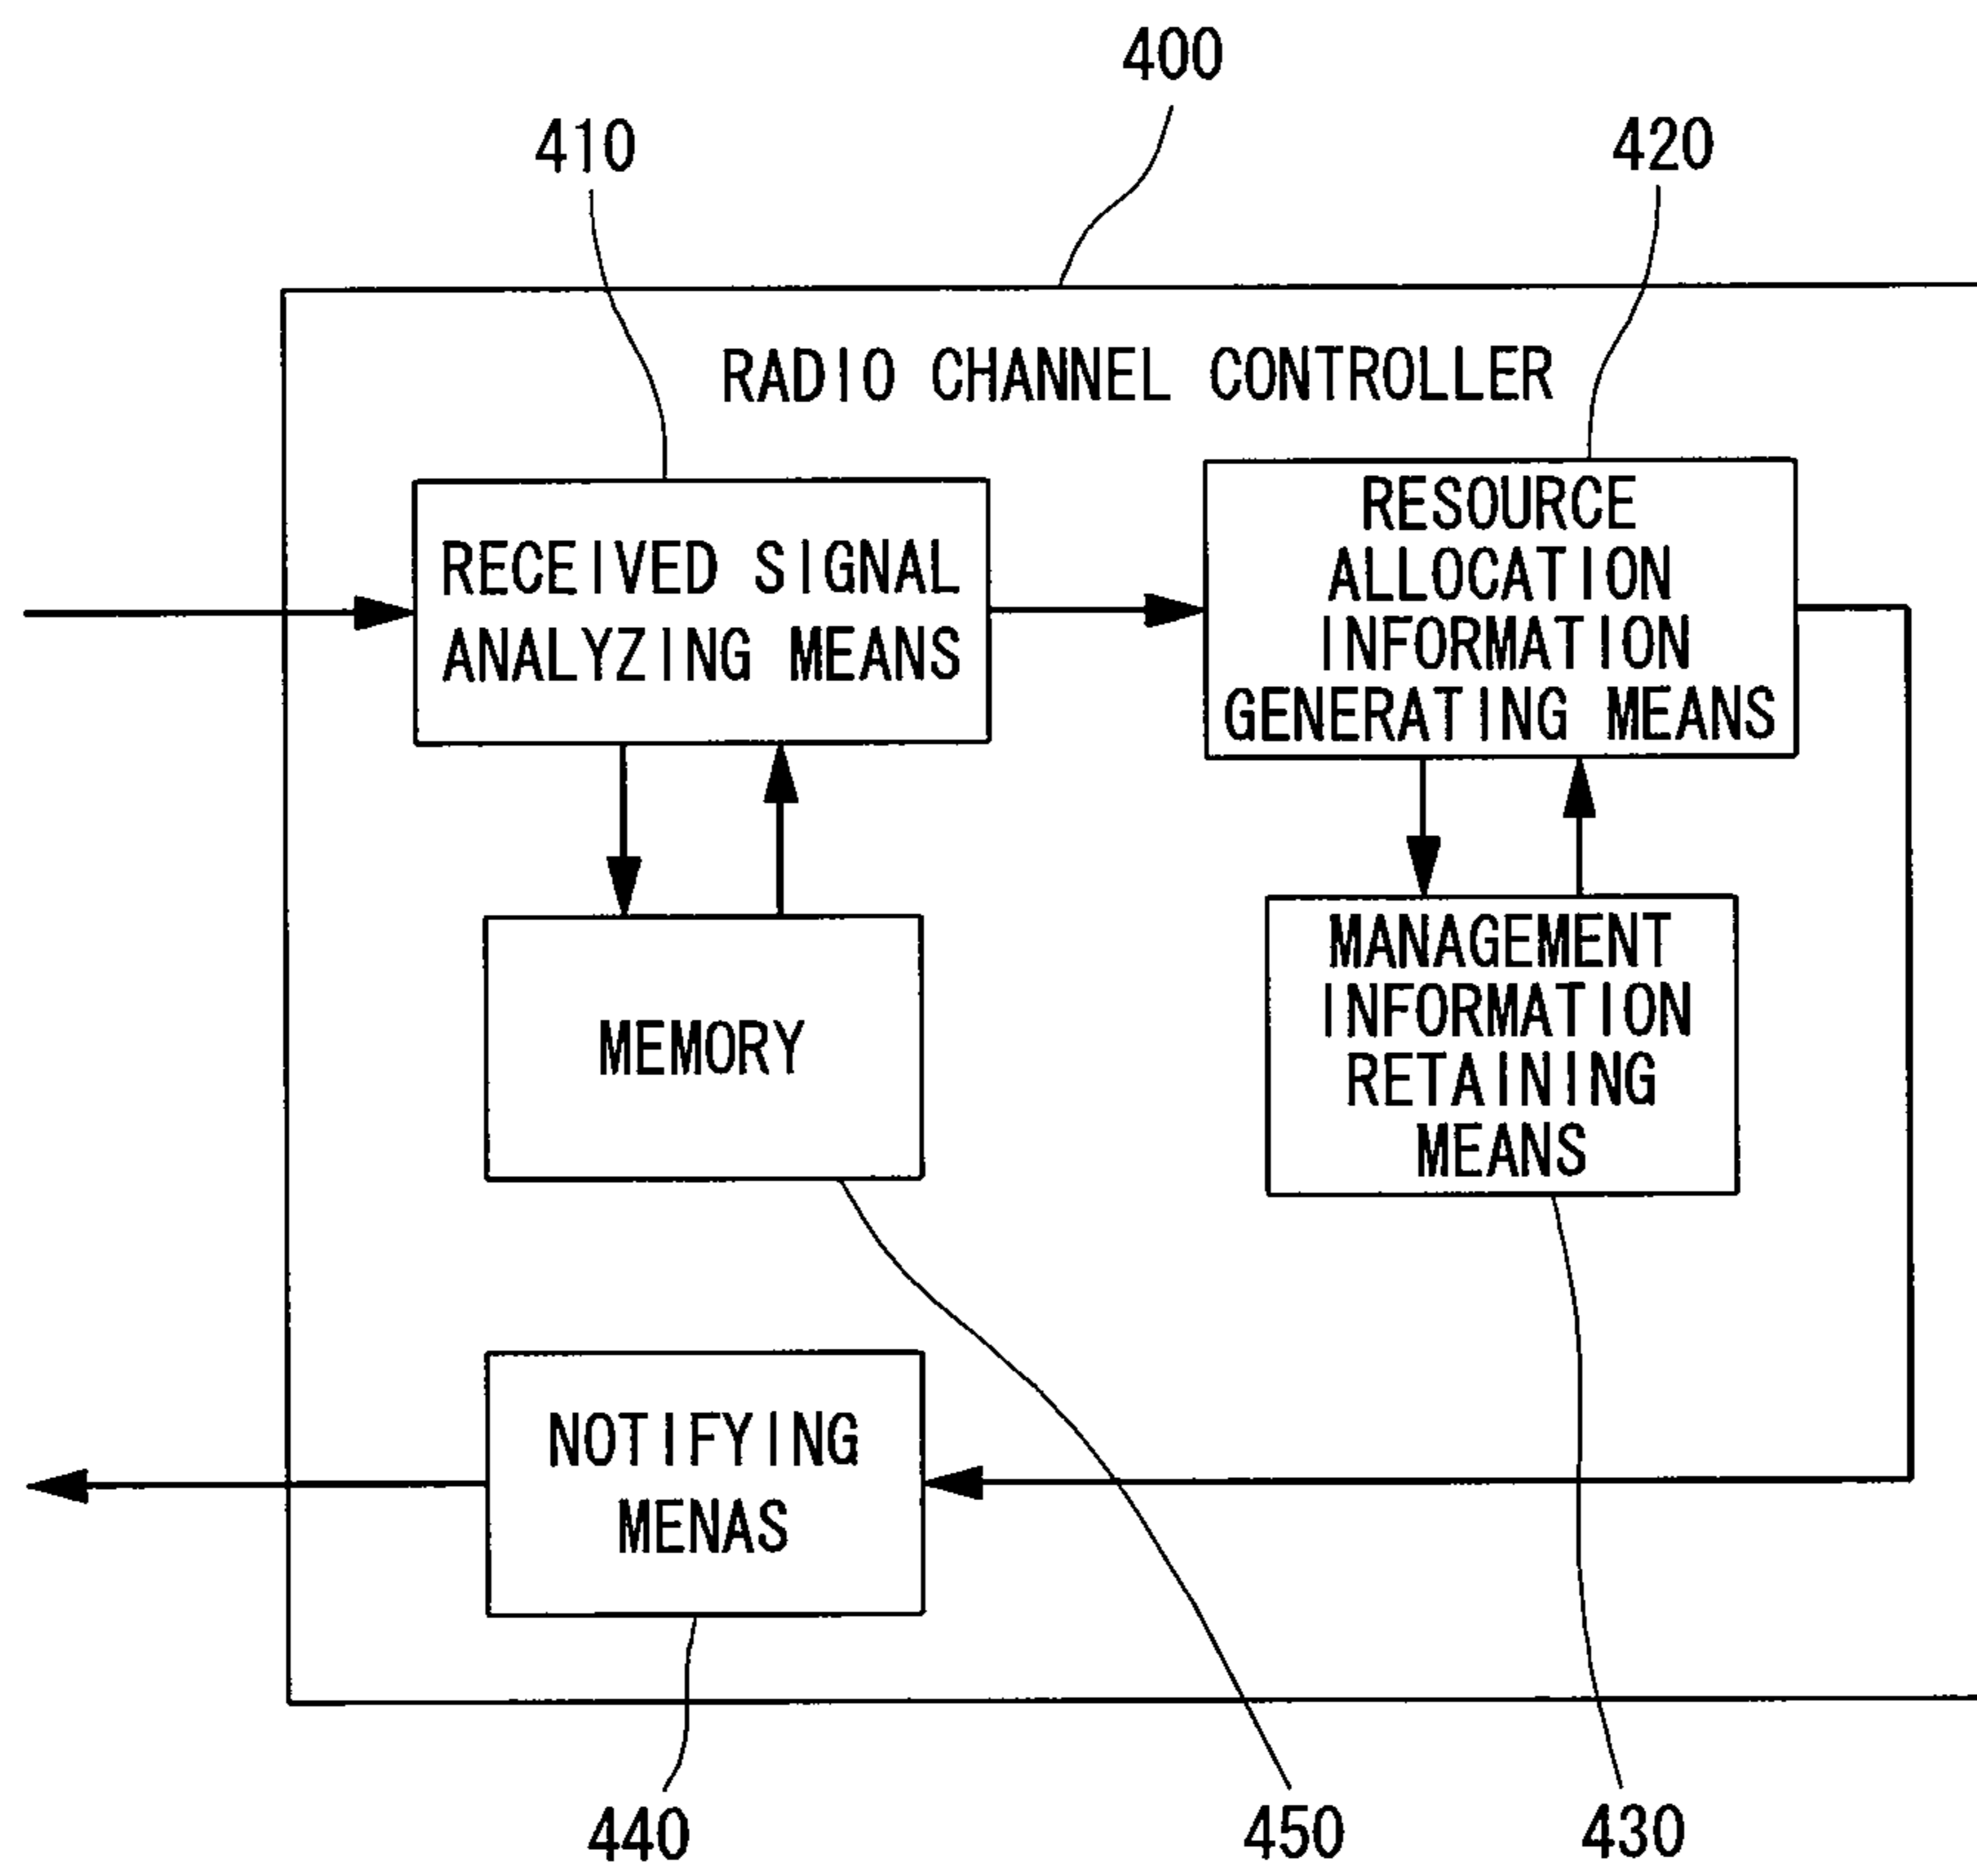 400
410
420
RADIO CHANNEL CONTROLLER
RECEIVED SIGNAL
ANALYZING MEANS
RESOURCE
ALLOCATION
INFORMATION
GENERATING MEANS
MEMORY
MANAGEMENT
INFORMATION
RETAINING
MEANS
NOTIFYING
MENAS
440
450
430